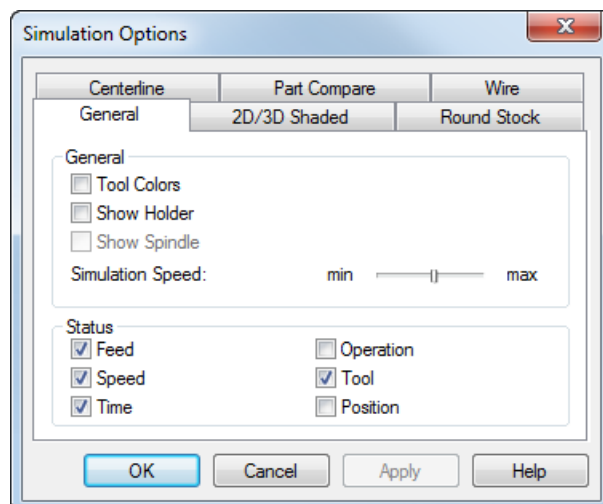 Simulation Options
Centerline Part Compare Wire
General 2D/3D Shaded Round Stock
General
Tool Colors
Show Holder
Show Spindle
Simulation Speed: min max
Status
Feed Operation
Speed Tool
Time Position
OK Cancel Apply Help